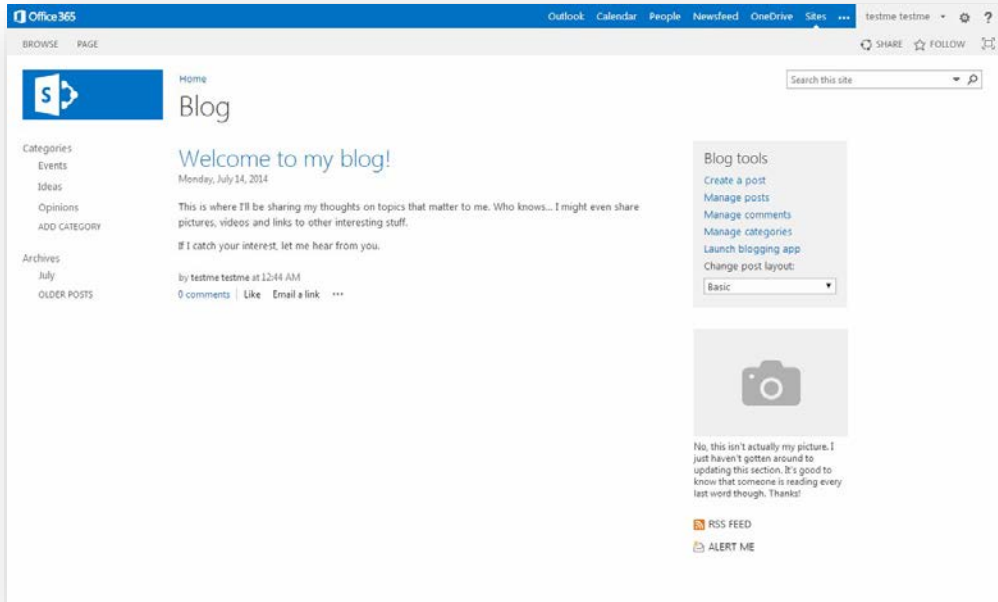 Office 365
Outlook Calendar People Newsfeed OneDrive Sites ••• testme testme ?
BROWSE PAGE
SHARE FOLLOW
S
Home
Blog
Search this site
Categories
Events
Ideas
Opinions
ADD CATEGORY
Archives
July
OLDER POSTS
Welcome to my blog!
Monday, July 14, 2014
This is where I'll be sharing my thoughts on topics that matter to me. Who knows... I might even share
pictures, videos and links to other interesting stuff.
If I catch your interest, let me hear from you.
by testme testme at 12:44 AM
0 comments | Like Email a link •••
Blog tools
Create a post
Manage posts
Manage comments
Manage categories
Launch blogging app
Change post layout:
Basic
No, this isn't actually my picture. I
just haven't gotten around to
updating this section. It's good to
know that someone is reading every
last word though. Thanks!
RSS FEED
ALERT ME